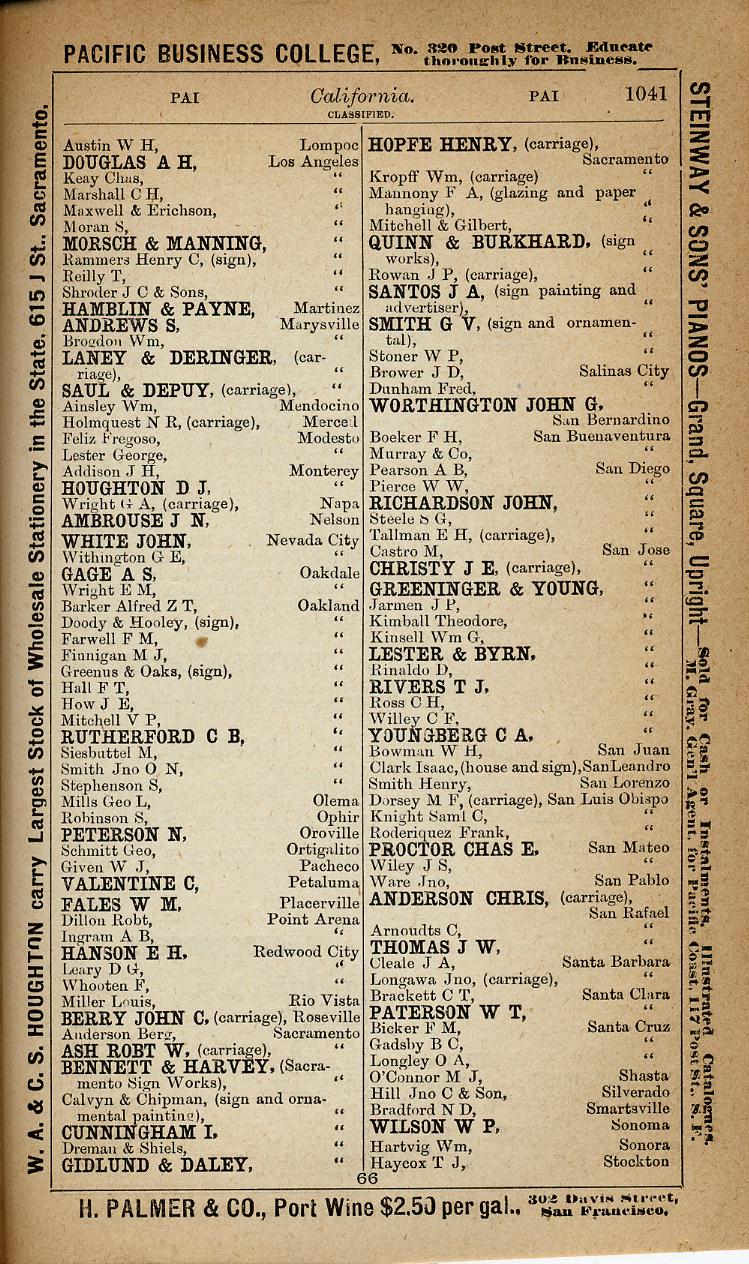 PACIFIC BUSINESS COLLEGE, No. 320 Post Street. Educate
thoroughly for Business.
PAI California. PAI 1041
CLASSIFIED.
Austin W H, Lompoc
DOUGLAS A H, Los Angeles
Keay Chas, “
Marshall C H, “
Maxwell & Erichson, “
Moran S, “
MORSCH & MANNING, “
Rammers Henry C, (sign), “
Reilly T, “
Shroder J C & Sons, “
HAMBLIN & PAYNE, Martinez
ANDREWS S, Marysville
Brogdon Wm, “
LANEY & DERINGER, (car-
riage), “
SAUL & DEPUY, (carriage), “
Ainsley Wm, Mendocino
Holmquest N R, (carriage), Merced
Feliz Fregoso, Modesto
Lester George, “
Addison J H, Monterey
HOUGHTON D J, “
Wright G A, (carriage), Napa
AMBROUSE J N, Nelson
WHITE JOHN, Nevada City
Withington G E, “
GAGE A S, Oakdale
Wright E M, “
Barker Alfred Z T, Oakland
Doody & Hooley, (sign), “
Farwell F M, “
Finnigan M J, “
Greenus & Oaks, (sign), “
Hall F T, “
How J E, “
Mitchell V P, “
RUTHERFORD C B, “
Siesbuttel M, “
Smith Jno O N, “
Stephenson S, “
Mills Geo L, Olema
Robinson S, Ophir
PETERSON N, Oroville
Schmitt Geo, Ortigalito
Given W J, Pacheco
VALENTINE C, Petaluma
FALES W M, Placerville
Dillon Robt, Point Arena
Ingram A B, “
HANSON E H, Redwood City
Leary D G, “
Whooten F, “
Miller Louis, Rio Vista
BERRY JOHN C, (carriage), Roseville
Anderson Berg, Sacramento
ASH ROBT W, (carriage), “
BENNETT & HARVEY, (Sacra-
mento Sign Works), “
Calvyn & Chipman, (sign and orna-
mental painting), “
CUNNINGHAM I, “
Dreman & Shiels, “
GIDLUND & DALEY, “
HOPFE HENRY, (carriage),
Sacramento
Kropff Wm, (carriage) “
Mannony F A, (glazing and paper
hanging), “
Mitchell & Gilbert, “
QUINN & BURKHARD, (sign
works), “
Rowan J P, (carriage), “
SANTOS J A, (sign painting and
advertiser), “
SMITH G V, (sign and ornamen-
tal), “
Stoner W P, “
Brower J D, Salinas City
Dunham Fred, “
WORTHINGTON JOHN G,
San Bernardino
Boeker F H, San Buenaventura
Murray & Co, “
Pearson A B, San Diego
Pierce W W, “
RICHARDSON JOHN, “
Steele S G, “
Tallman E H, (carriage), “
Castro M, San Jose
CHRISTY J E, (carriage), “
GREENINGER & YOUNG, “
Jarmen J P, “
Kimball Theodore, “
Kinsell Wm G, “
LESTER & BYRN, “
Rinaldo D, “
RIVERS T J, “
Ross C H, “
Willey C F, “
YOUNGBERG C A, “
Bowman W H, San Juan
Clark Isaac, (house and sign), San Leandro
Smith Henry, San Lorenzo
Dorsey M F, (carriage), San Luis Obispo
Knight Saml C, “
Roderiquez Frank, “
PROCTOR CHAS E, San Mateo
Wiley J S, “
Ware Jno, San Pablo
ANDERSON CHRIS, (carriage),
San Rafael
Arnoudts C, “
THOMAS J W, “
Cleale J A, Santa Barbara
Longawa Jno, (carriage), “
Brackett C T, Santa Clara
PATERSON W T, “
Bicker F M, Santa Cruz
Gadsby B C, “
Longley O A, “
O'Connor M J, Shasta
Hill Jno C & Son, Silverado
Bradford N D, Smartsville
WILSON W P, Sonoma
Hartvig Wm, Sonora
Haycox T J, Stockton
66
H. PALMER & CO., Port Wine $2.50 per gal., 302 Davis Street,
San Francisco.
W. A. & C. S. HOUGHTON carry Largest Stock of Wholesale Stationery in the State, 615 J St., Sacramento.
STEINWAY & SONS' PIANOS—Grand, Square, Upright—Sold for Cash or Instalments. Illustrated Catalogues.
M. Gray, Gen'l Agent, for Pacific Coast, 117 Post St., S. F.